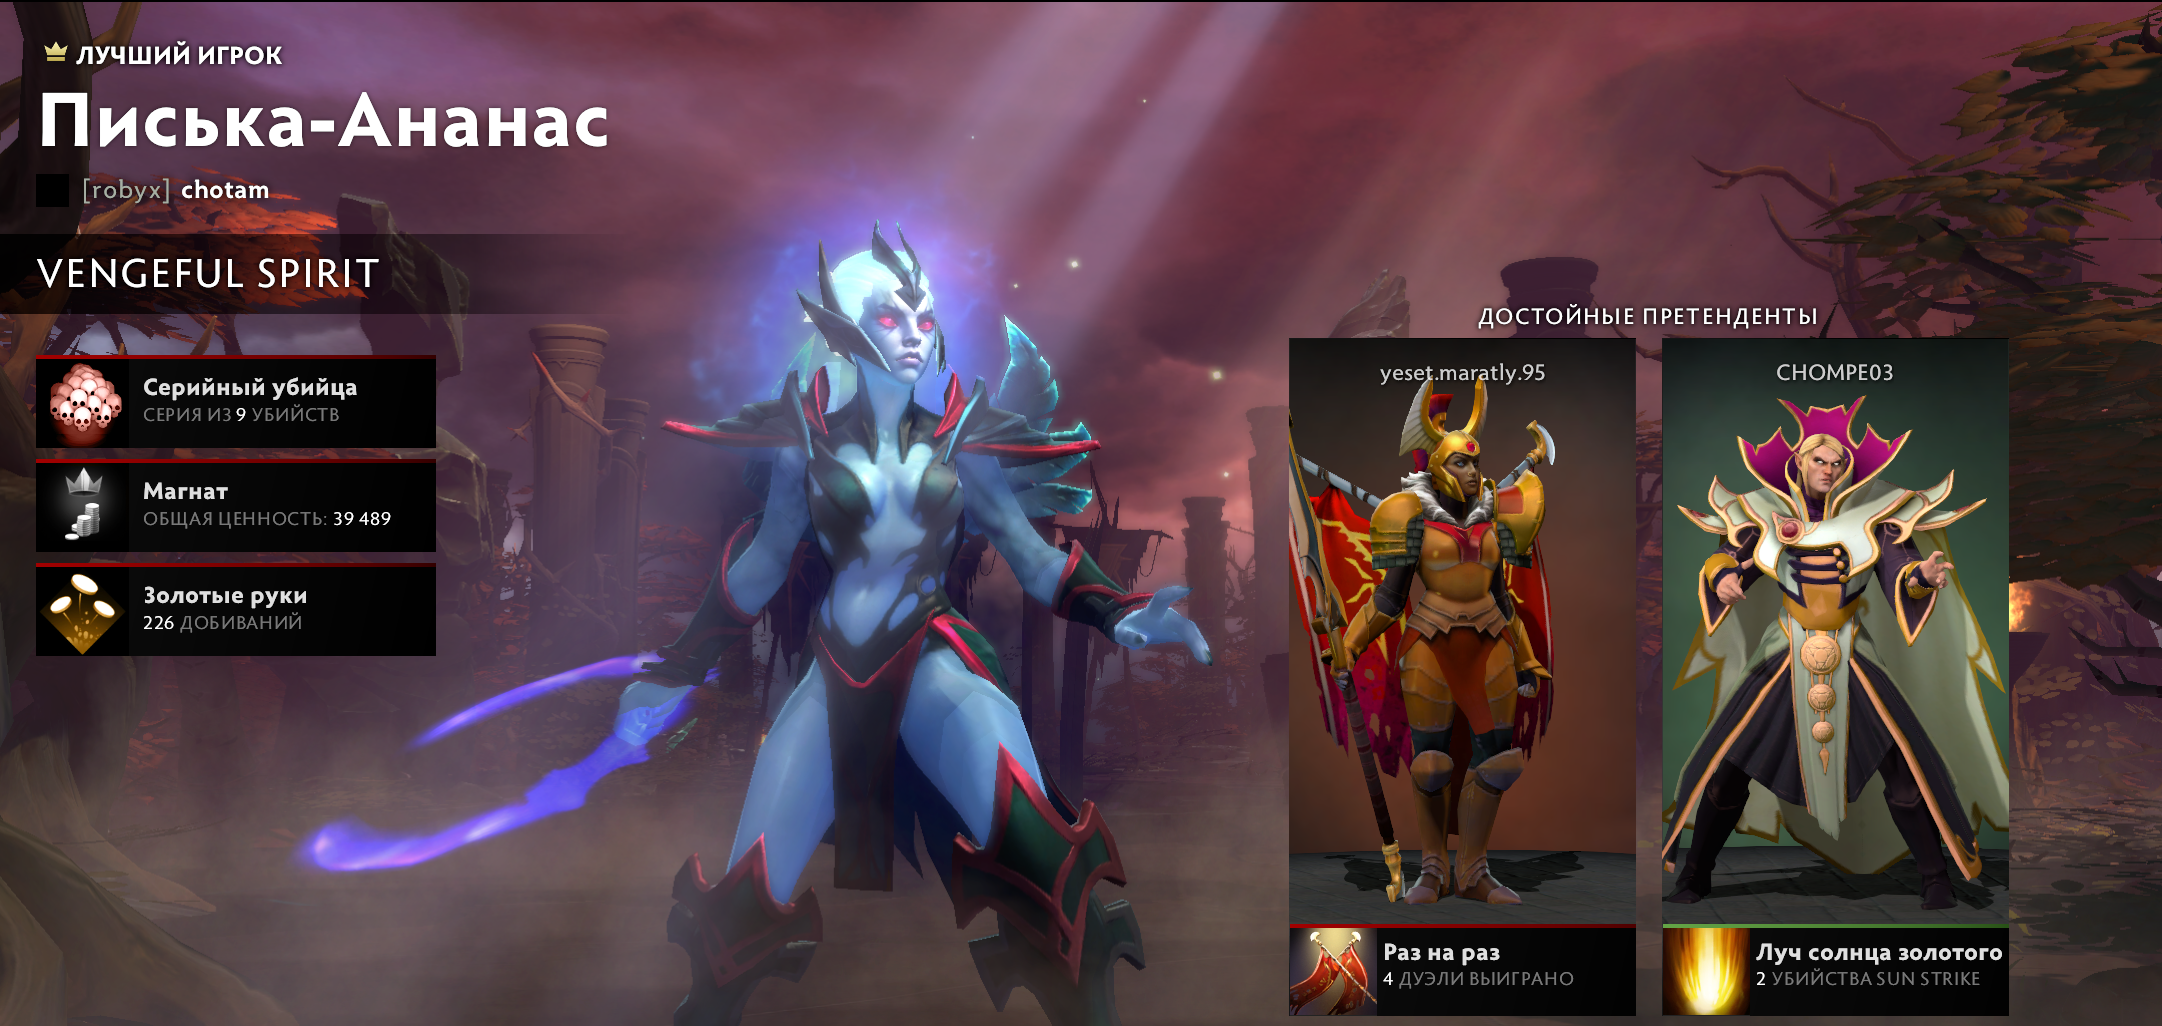 ЛУЧШИЙ ИГРОК
Писька-Ананас
[robyx] chotam
VENGEFUL SPIRIT
Серийный убийца
СЕРИЯ ИЗ 9 УБИЙСТВ
Магнат
ОБЩАЯ ЦЕННОСТЬ: 39 489
Золотые руки
226 ДОБИВАНИЙ
ДОСТОЙНЫЕ ПРЕТЕНДЕНТЫ
yeset.maratly.95
Раз на раз
4 ДУЭЛИ ВЫИГРАНО
CHOMPE03
Луч солнца золотого
2 УБИЙСТВА SUN STRIKE